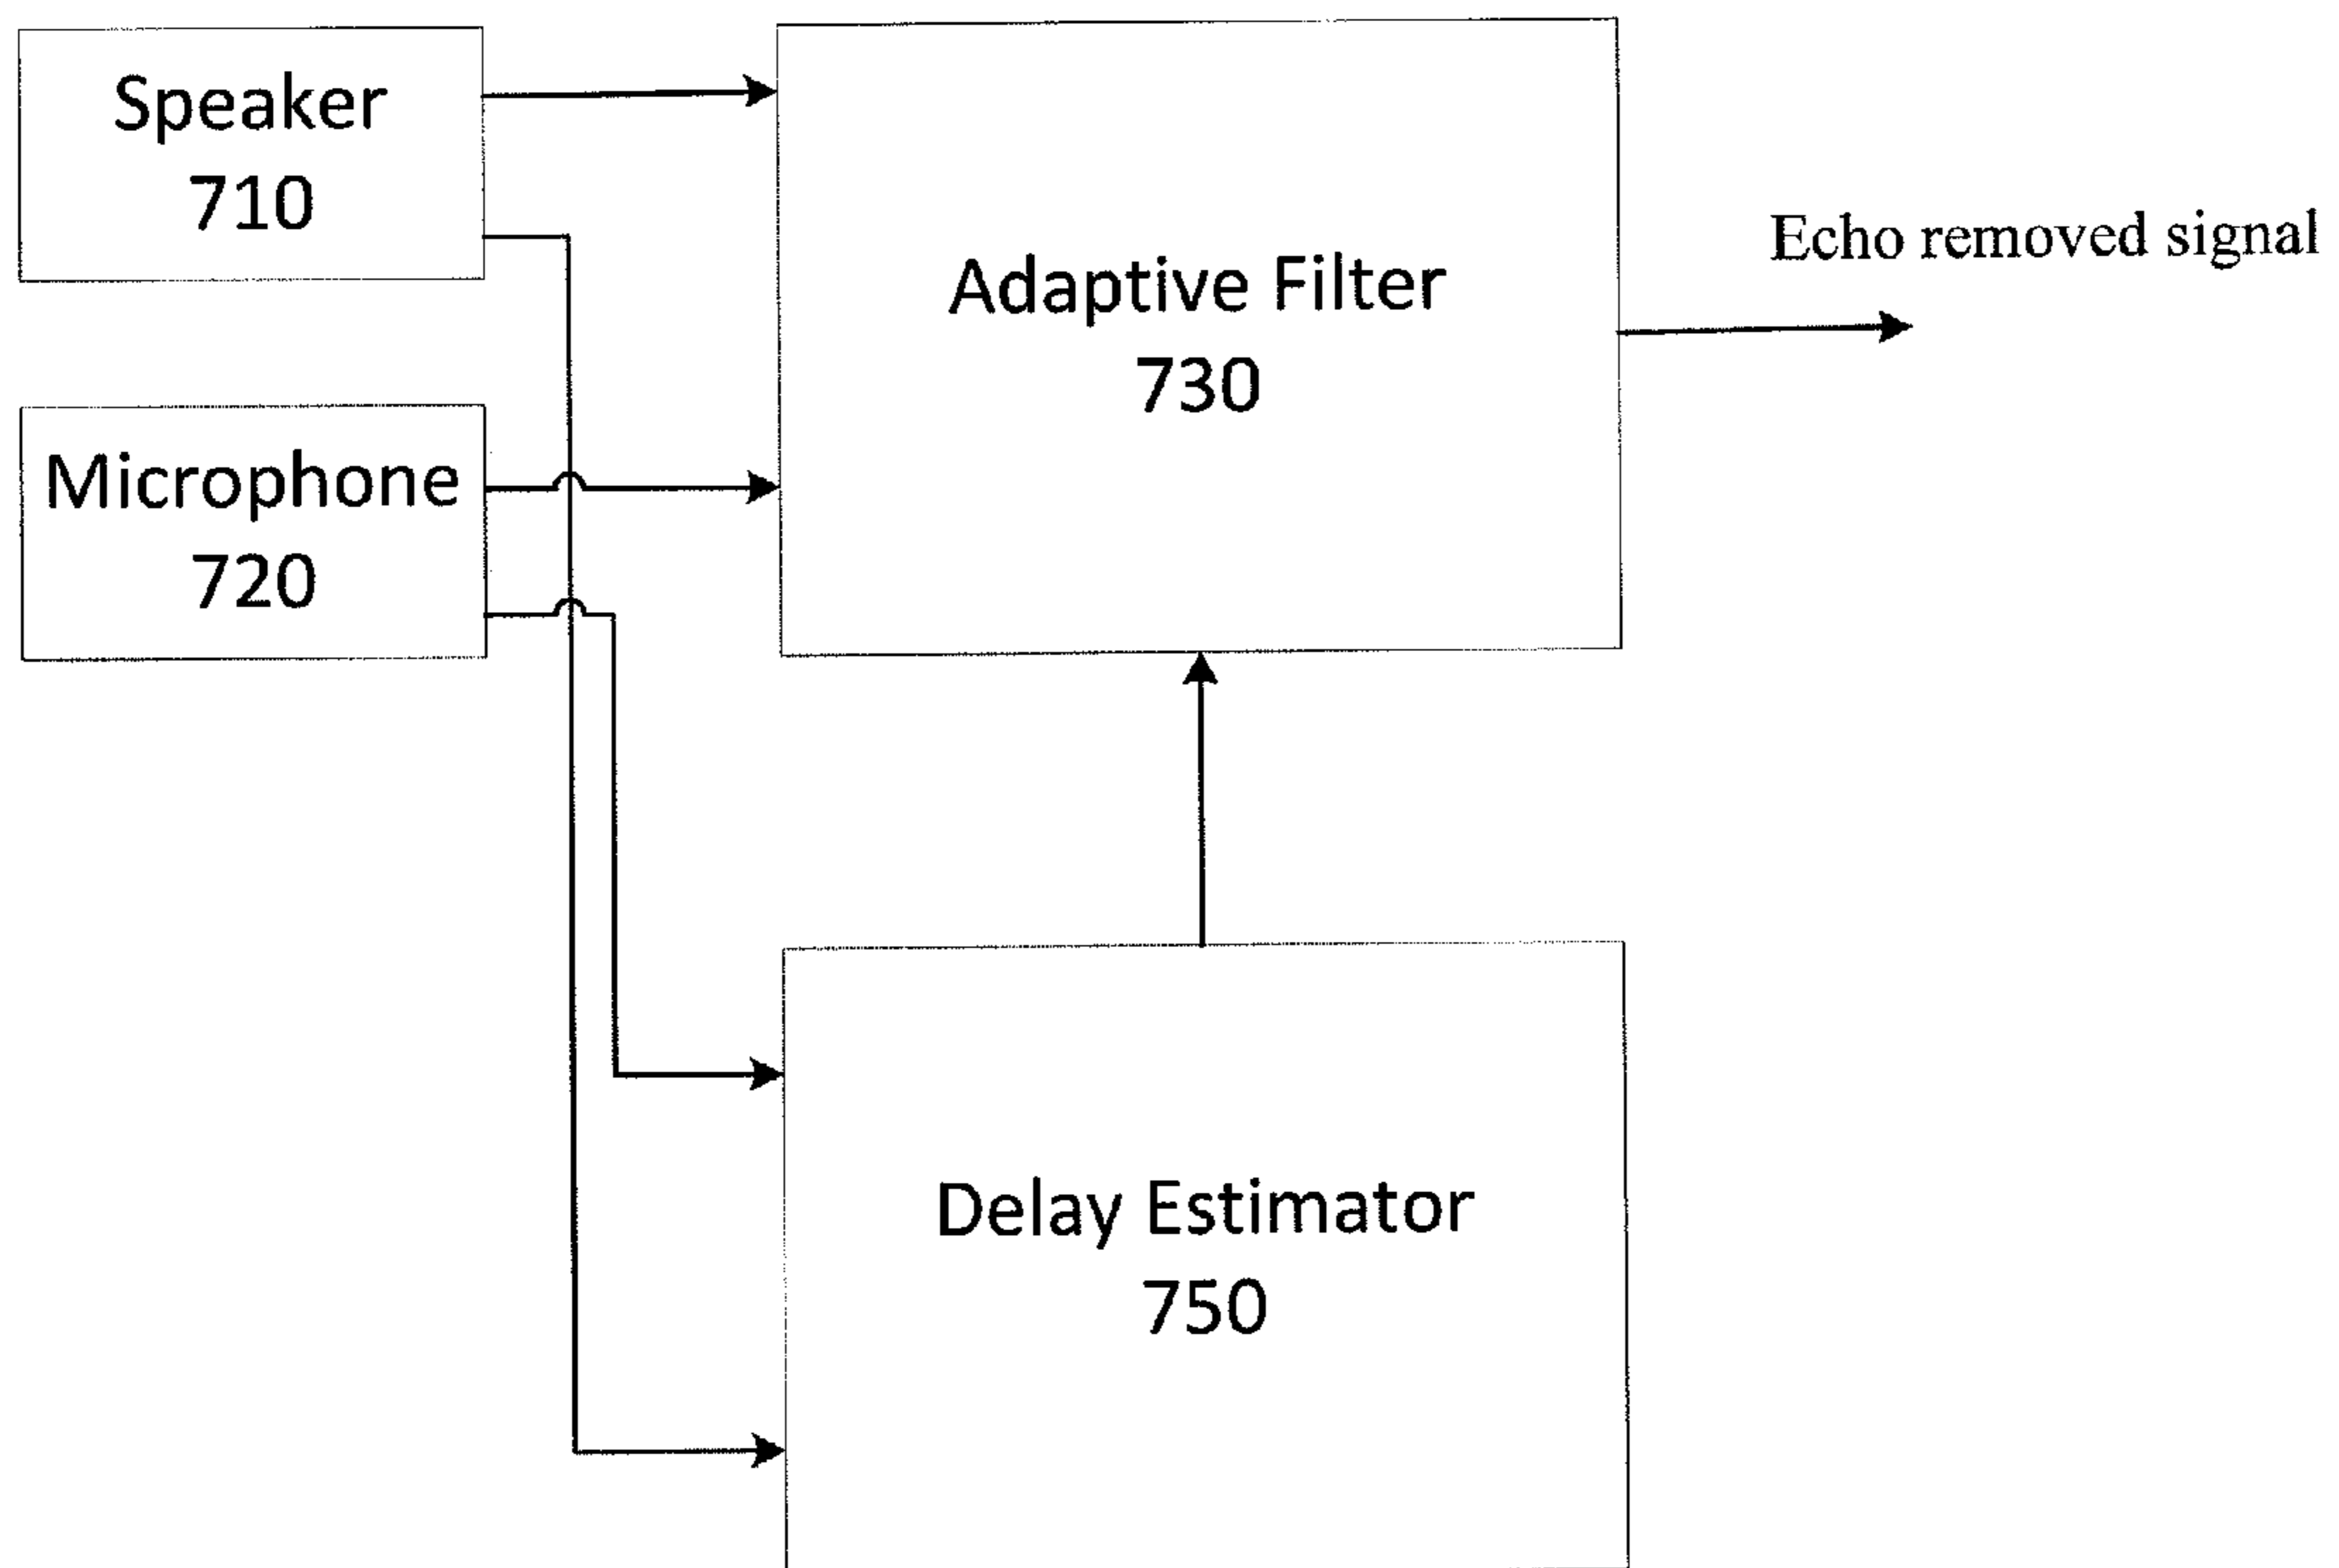 Speaker
710
Microphone
720
Adaptive Filter
730
Echo removed signal
Delay Estimator
750